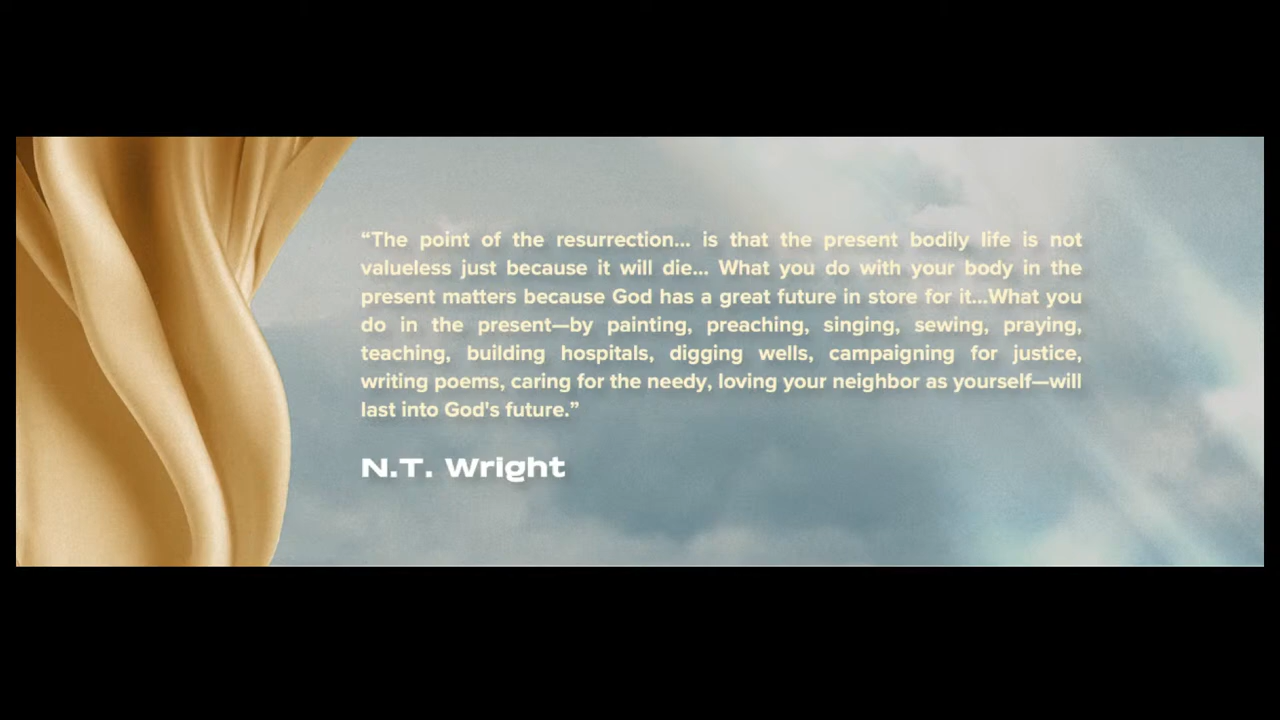 “The point of the resurrection... is that the present bodily life is not
valueless just because it will die... What you do with your body in the
present matters because God has a great future in store for it...What you
do in the present—by painting, preaching, singing, sewing, praying,
teaching, building hospitals, digging wells, campaigning for justice,
writing poems, caring for the needy, loving your neighbor as yourself—will
last into God's future.”
N.T. Wright